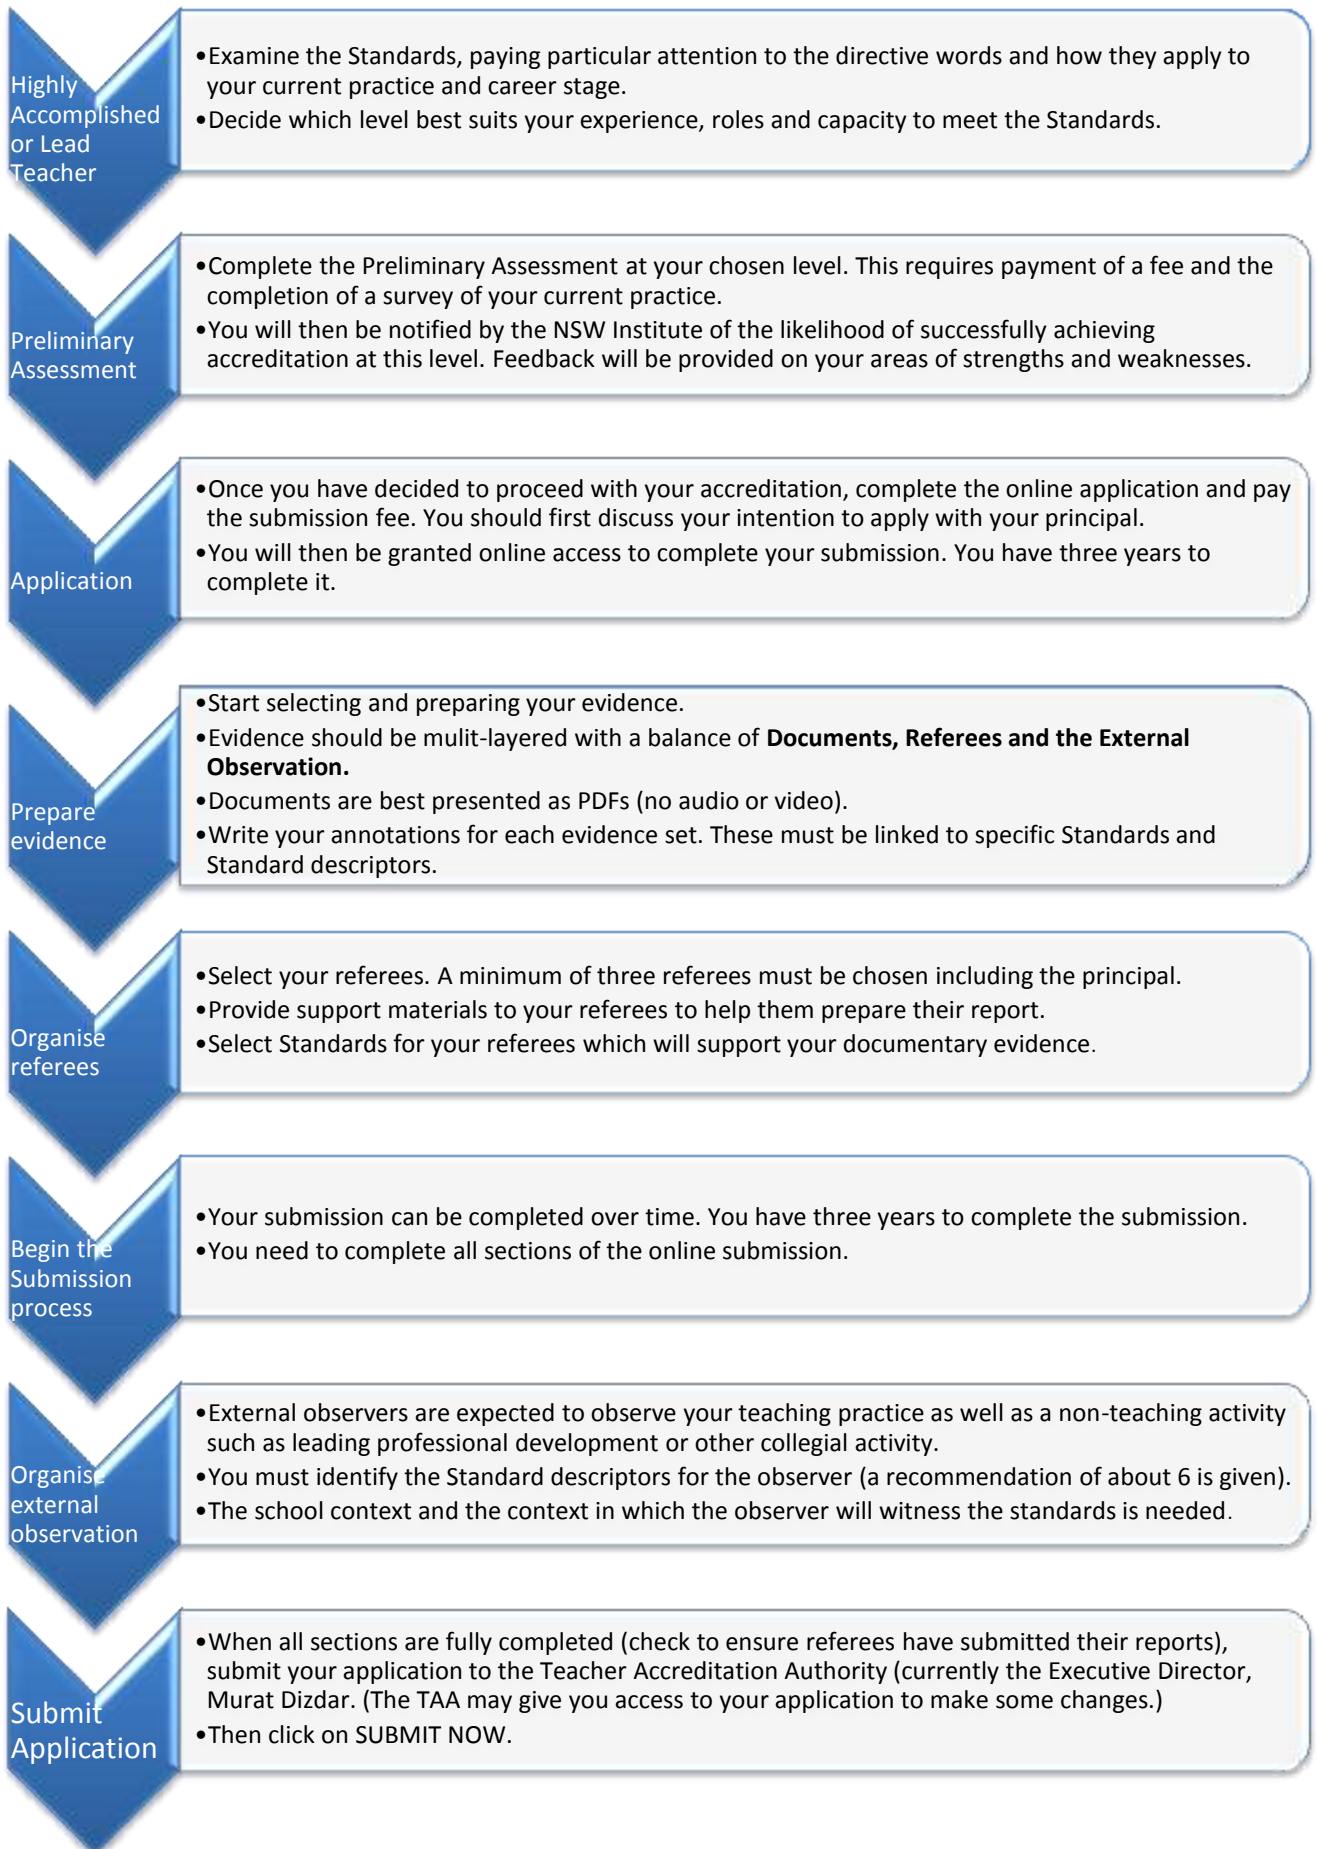 Highly
Accomplished
or Lead
Teacher
•Examine the Standards, paying particular attention to the directive words and how they apply to
your current practice and career stage.
•Decide which level best suits your experience, roles and capacity to meet the Standards.
Preliminary
Assessment
•Complete the Preliminary Assessment at your chosen level. This requires payment of a fee and the
completion of a survey of your current practice.
•You will then be notified by the NSW Institute of the likelihood of successfully achieving
accreditation at this level. Feedback will be provided on your areas of strengths and weaknesses.
Application
•Once you have decided to proceed with your accreditation, complete the online application and pay
the submission fee. You should first discuss your intention to apply with your principal.
•You will then be granted online access to complete your submission. You have three years to
complete it.
Prepare
evidence
•Start selecting and preparing your evidence.
•Evidence should be mulit-layered with a balance of Documents, Referees and the External
Observation.
•Documents are best presented as PDFs (no audio or video).
•Write your annotations for each evidence set. These must be linked to specific Standards and
Standard descriptors.
Organise
referees
•Select your referees. A minimum of three referees must be chosen including the principal.
•Provide support materials to your referees to help them prepare their report.
•Select Standards for your referees which will support your documentary evidence.
Begin the
Submission
process
•Your submission can be completed over time. You have three years to complete the submission.
•You need to complete all sections of the online submission.
Organise
external
observation
•External observers are expected to observe your teaching practice as well as a non-teaching activity
such as leading professional development or other collegial activity.
•You must identify the Standard descriptors for the observer (a recommendation of about 6 is given).
•The school context and the context in which the observer will witness the standards is needed.
Submit
Application
•When all sections are fully completed (check to ensure referees have submitted their reports),
submit your application to the Teacher Accreditation Authority (currently the Executive Director,
Murat Dizdar. (The TAA may give you access to your application to make some changes.)
•Then click on SUBMIT NOW.